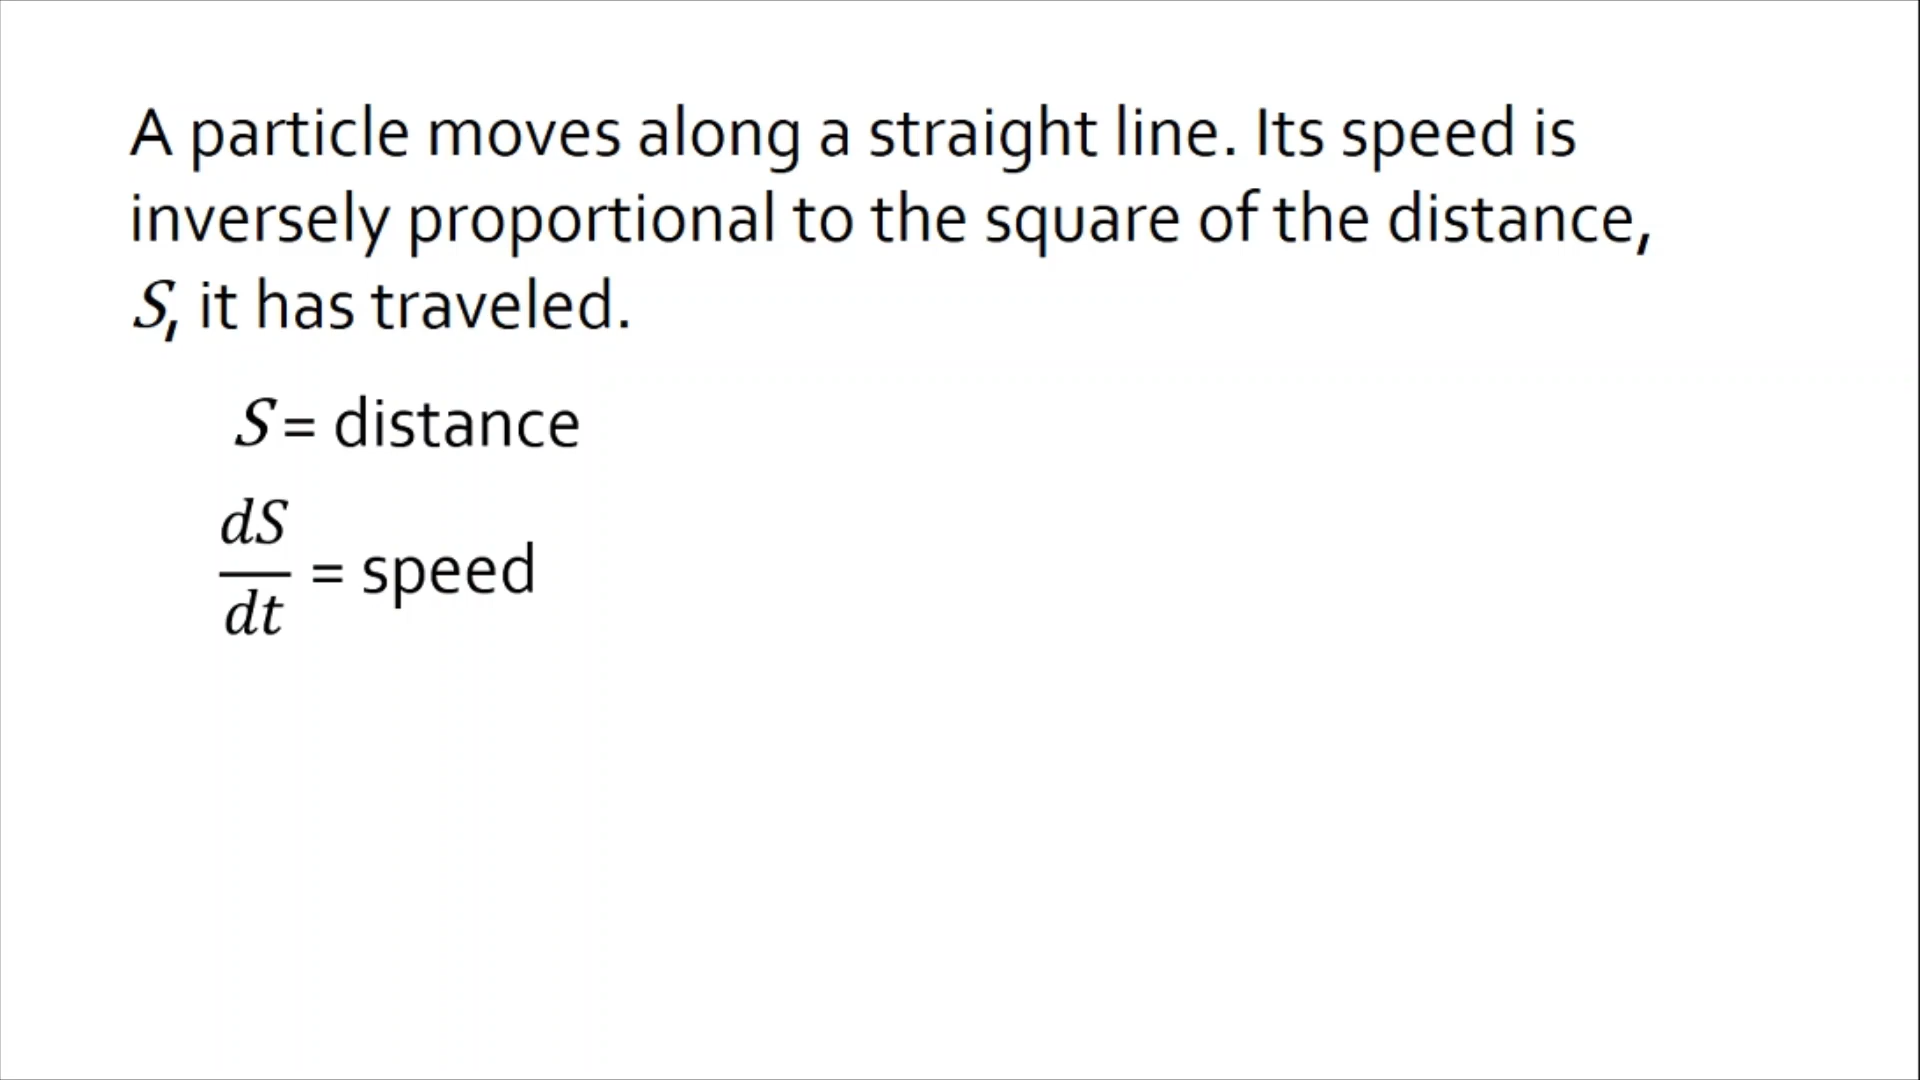 A particle moves along a straight line. Its speed is
inversely proportional to the square of the distance,
S, it has traveled.
S = distance
dS/dt = speed